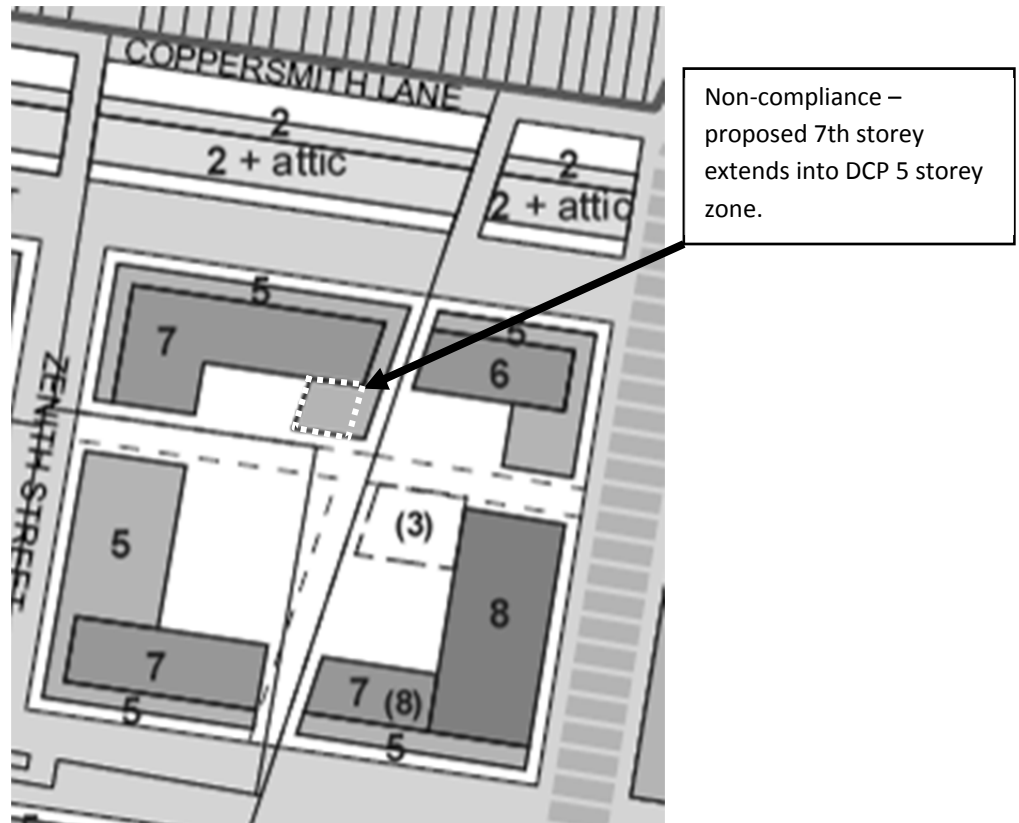 COPPERSMITH LANE
2
2 + attic
2
2 + attic
Non-compliance –
proposed 7th storey
extends into DCP 5 storey
zone.
5
7
5
6
ZENITH STREET
(3)
5
8
7
7 (8)
5
5